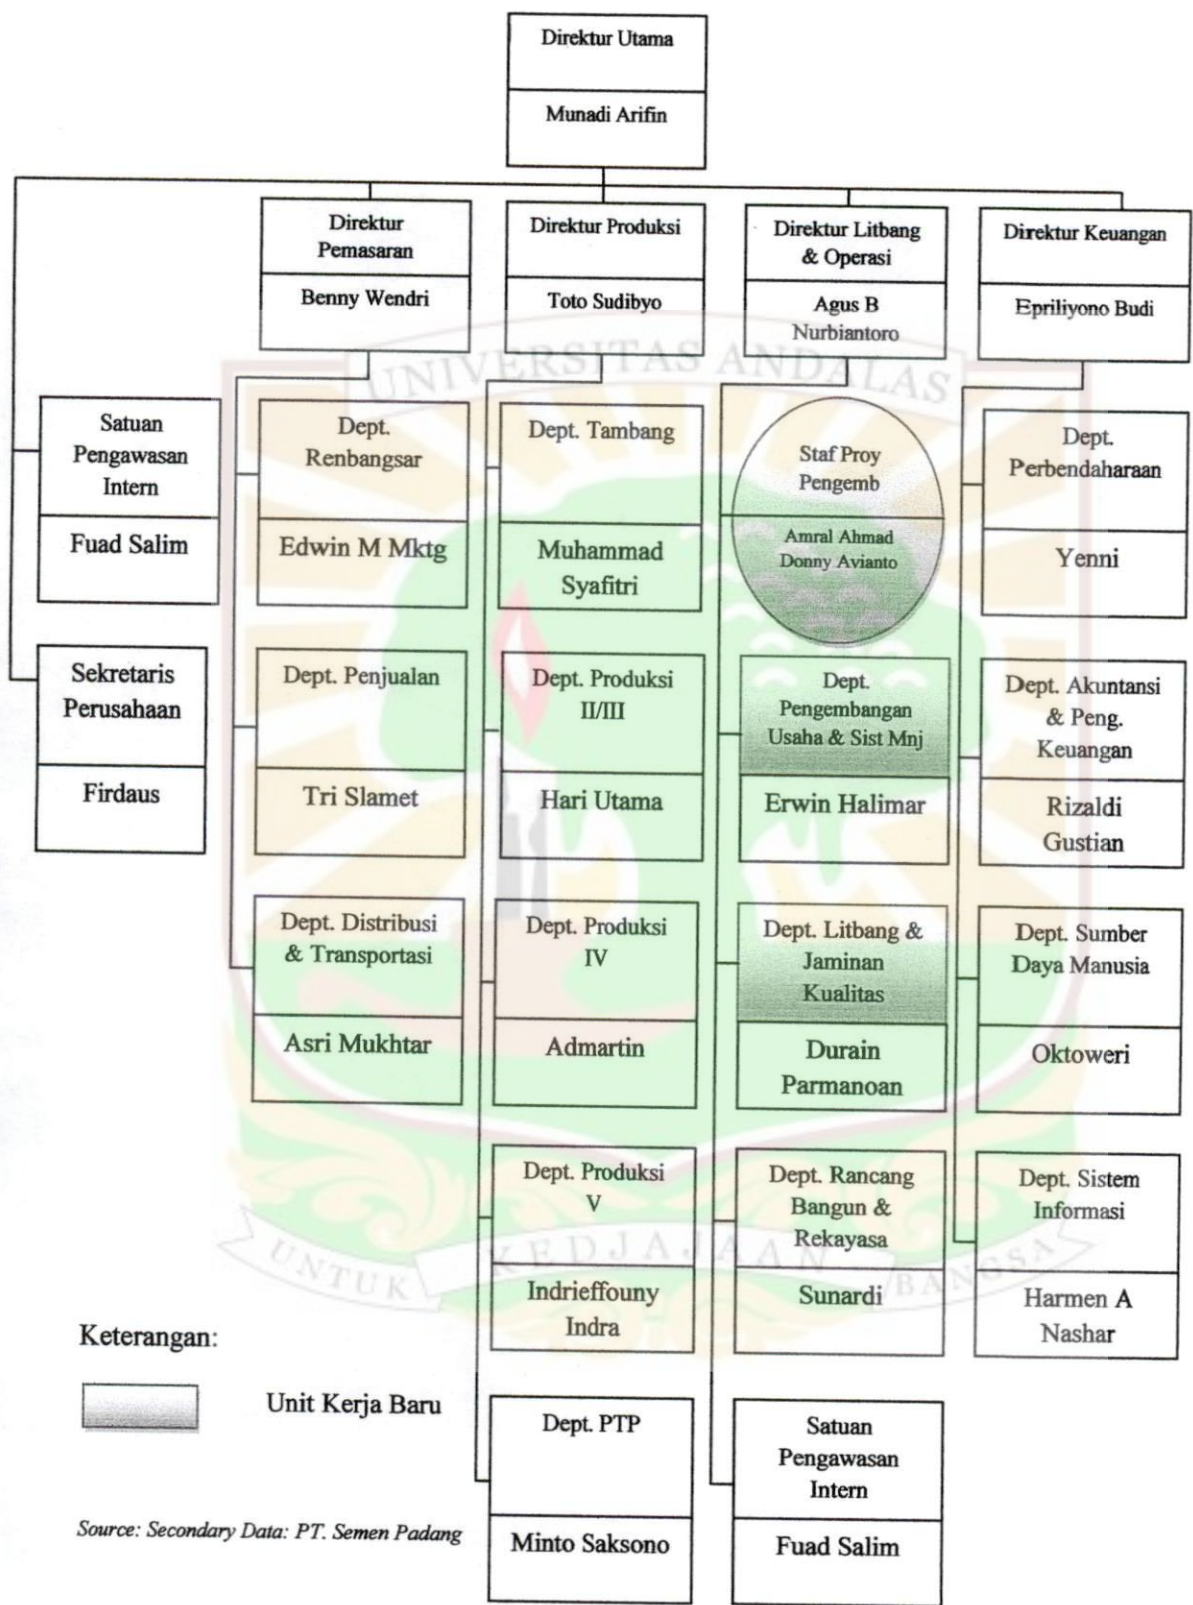 Direktur Utama
Munadi Arifin
Direktur
Pemasaran
Benny Wendri
Direktur Produksi
Toto Sudibyo
Direktur Litbang
& Operasi
Agus B
Nurbiantoro
Direktur Keuangan
Epriliyono Budi
UNIVERSITAS ANDALAS
Satuan
Pengawasan
Intern
Fuad Salim
Sekretaris
Perusahaan
Firdaus
Dept.
Renbangsar
Edwin M Mktg
Dept. Penjualan
Tri Slamet
Dept. Distribusi
& Transportasi
Asri Mukhtar
Dept. Tambang
Muhammad
Syafitri
Dept. Produksi
II/III
Hari Utama
Dept. Produksi
IV
Admartin
Dept. Produksi
V
Indrieffouny
Indra
Dept. PTP
Minto Saksono
Staf Proy
Pengemb
Amral Ahmad
Donny Avianto
Dept.
Pengembangan
Usaha & Sist Mnj
Erwin Halimar
Dept. Litbang &
Jaminan
Kualitas
Durain
Parmanoan
Dept. Rancang
Bangun &
Rekayasa
Sunardi
Satuan
Pengawasan
Intern
Fuad Salim
Dept.
Perbendaharaan
Yenni
Dept. Akuntansi
& Peng.
Keuangan
Rizaldi
Gustian
Dept. Sumber
Daya Manusia
Oktoweri
Dept. Sistem
Informasi
Harmen A
Nashar
UNTUK KEDJAJAAN BANGSA
Keterangan:
Unit Kerja Baru
Source: Secondary Data: PT. Semen Padang